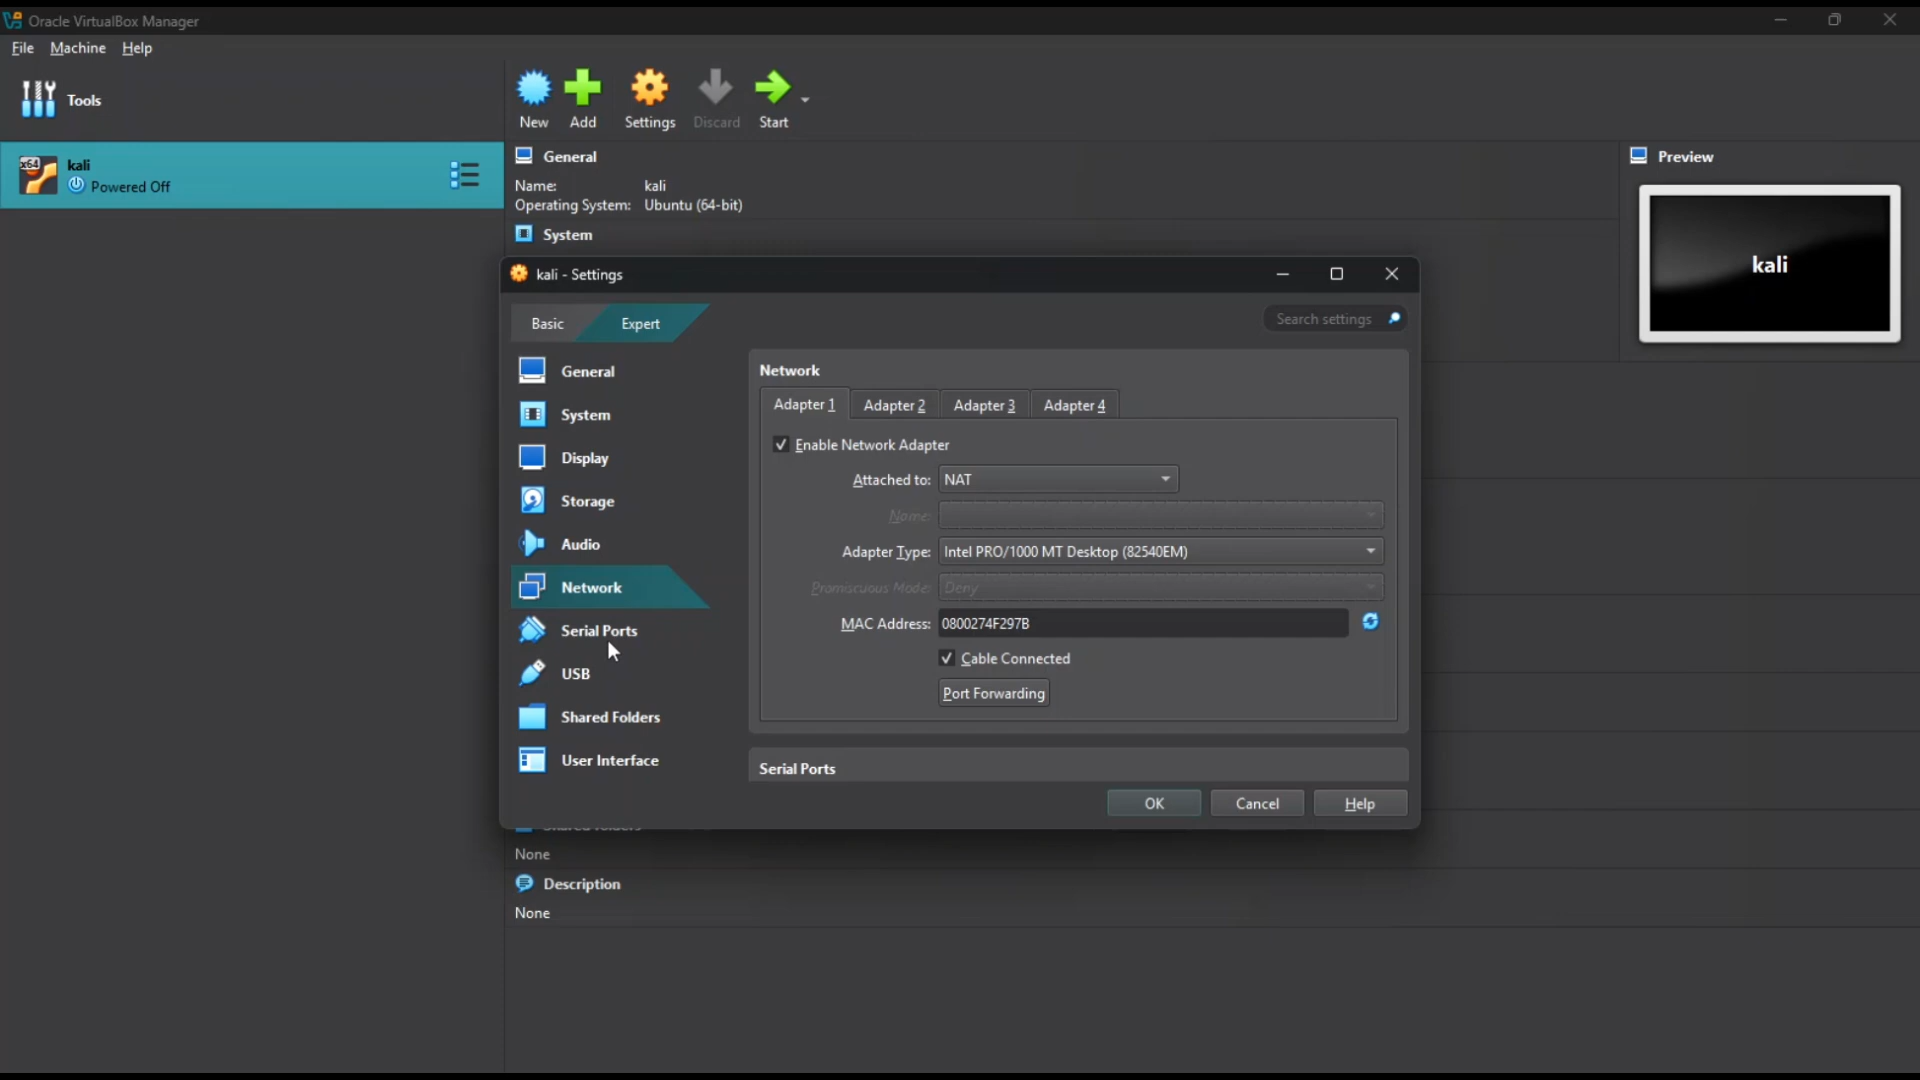 Oracle VirtualBox Manager
File Machine Help
Tools
New Add Settings Discard Start
x64 kali
Powered Off
General
Name: kali
Operating System: Ubuntu (64-bit)
System
Preview
kali
kali - Settings
Basic Expert
Search settings
General
System
Display
Storage
Audio
Network
Serial Ports
USB
Shared Folders
User Interface
Network
Adapter 1 Adapter 2 Adapter 3 Adapter 4
Enable Network Adapter
Attached to: NAT
Name:
Adapter Type: Intel PRO/1000 MT Desktop (82540EM)
Promiscuous Mode: Deny
MAC Address: 0800274F297B
Cable Connected
Port Forwarding
Serial Ports
OK Cancel Help
Shared folders
None
Description
None